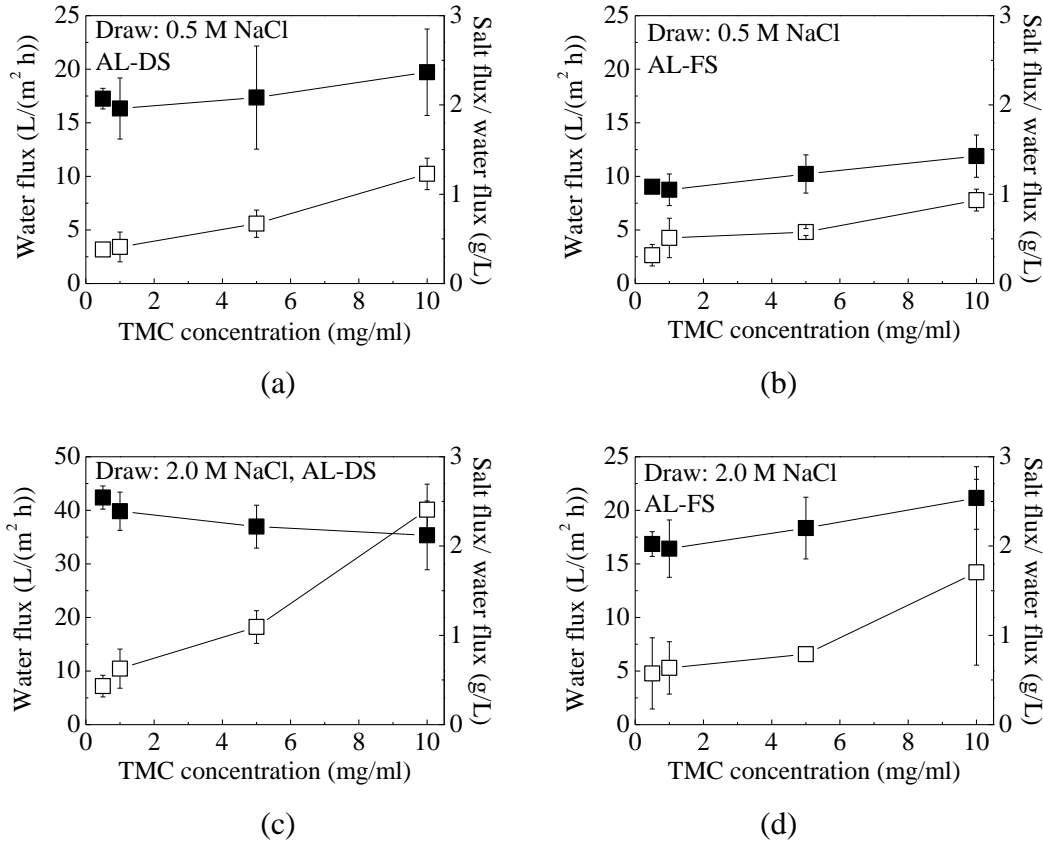 Draw: 0.5 M NaCl
AL-DS
Water flux (L/(m² h))
25
20
15
10
5
0
0 2 4 6 8 10
TMC concentration (mg/ml)
3
2
1
0
Salt flux/ water flux (g/L)
(a)
Draw: 0.5 M NaCl
AL-FS
Water flux (L/(m² h))
25
20
15
10
5
0
0 2 4 6 8 10
TMC concentration (mg/ml)
3
2
1
0
Salt flux/ water flux (g/L)
(b)
Draw: 2.0 M NaCl, AL-DS
Water flux (L/(m² h))
50
40
30
20
10
0
0 2 4 6 8 10
TMC concentration (mg/ml)
3
2
1
0
Salt flux/ water flux (g/L)
(c)
Draw: 2.0 M NaCl
AL-FS
Water flux (L/(m² h))
25
20
15
10
5
0
0 2 4 6 8 10
TMC concentration (mg/ml)
3
2
1
0
Salt flux/ water flux (g/L)
(d)